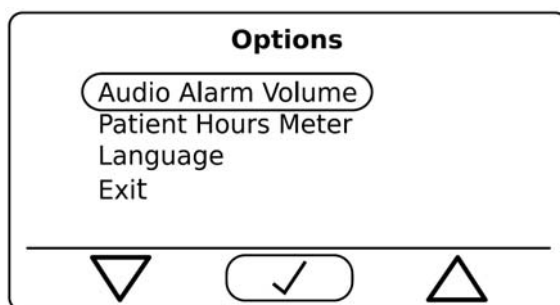 Options
Audio Alarm Volume
Patient Hours Meter
Language
Exit